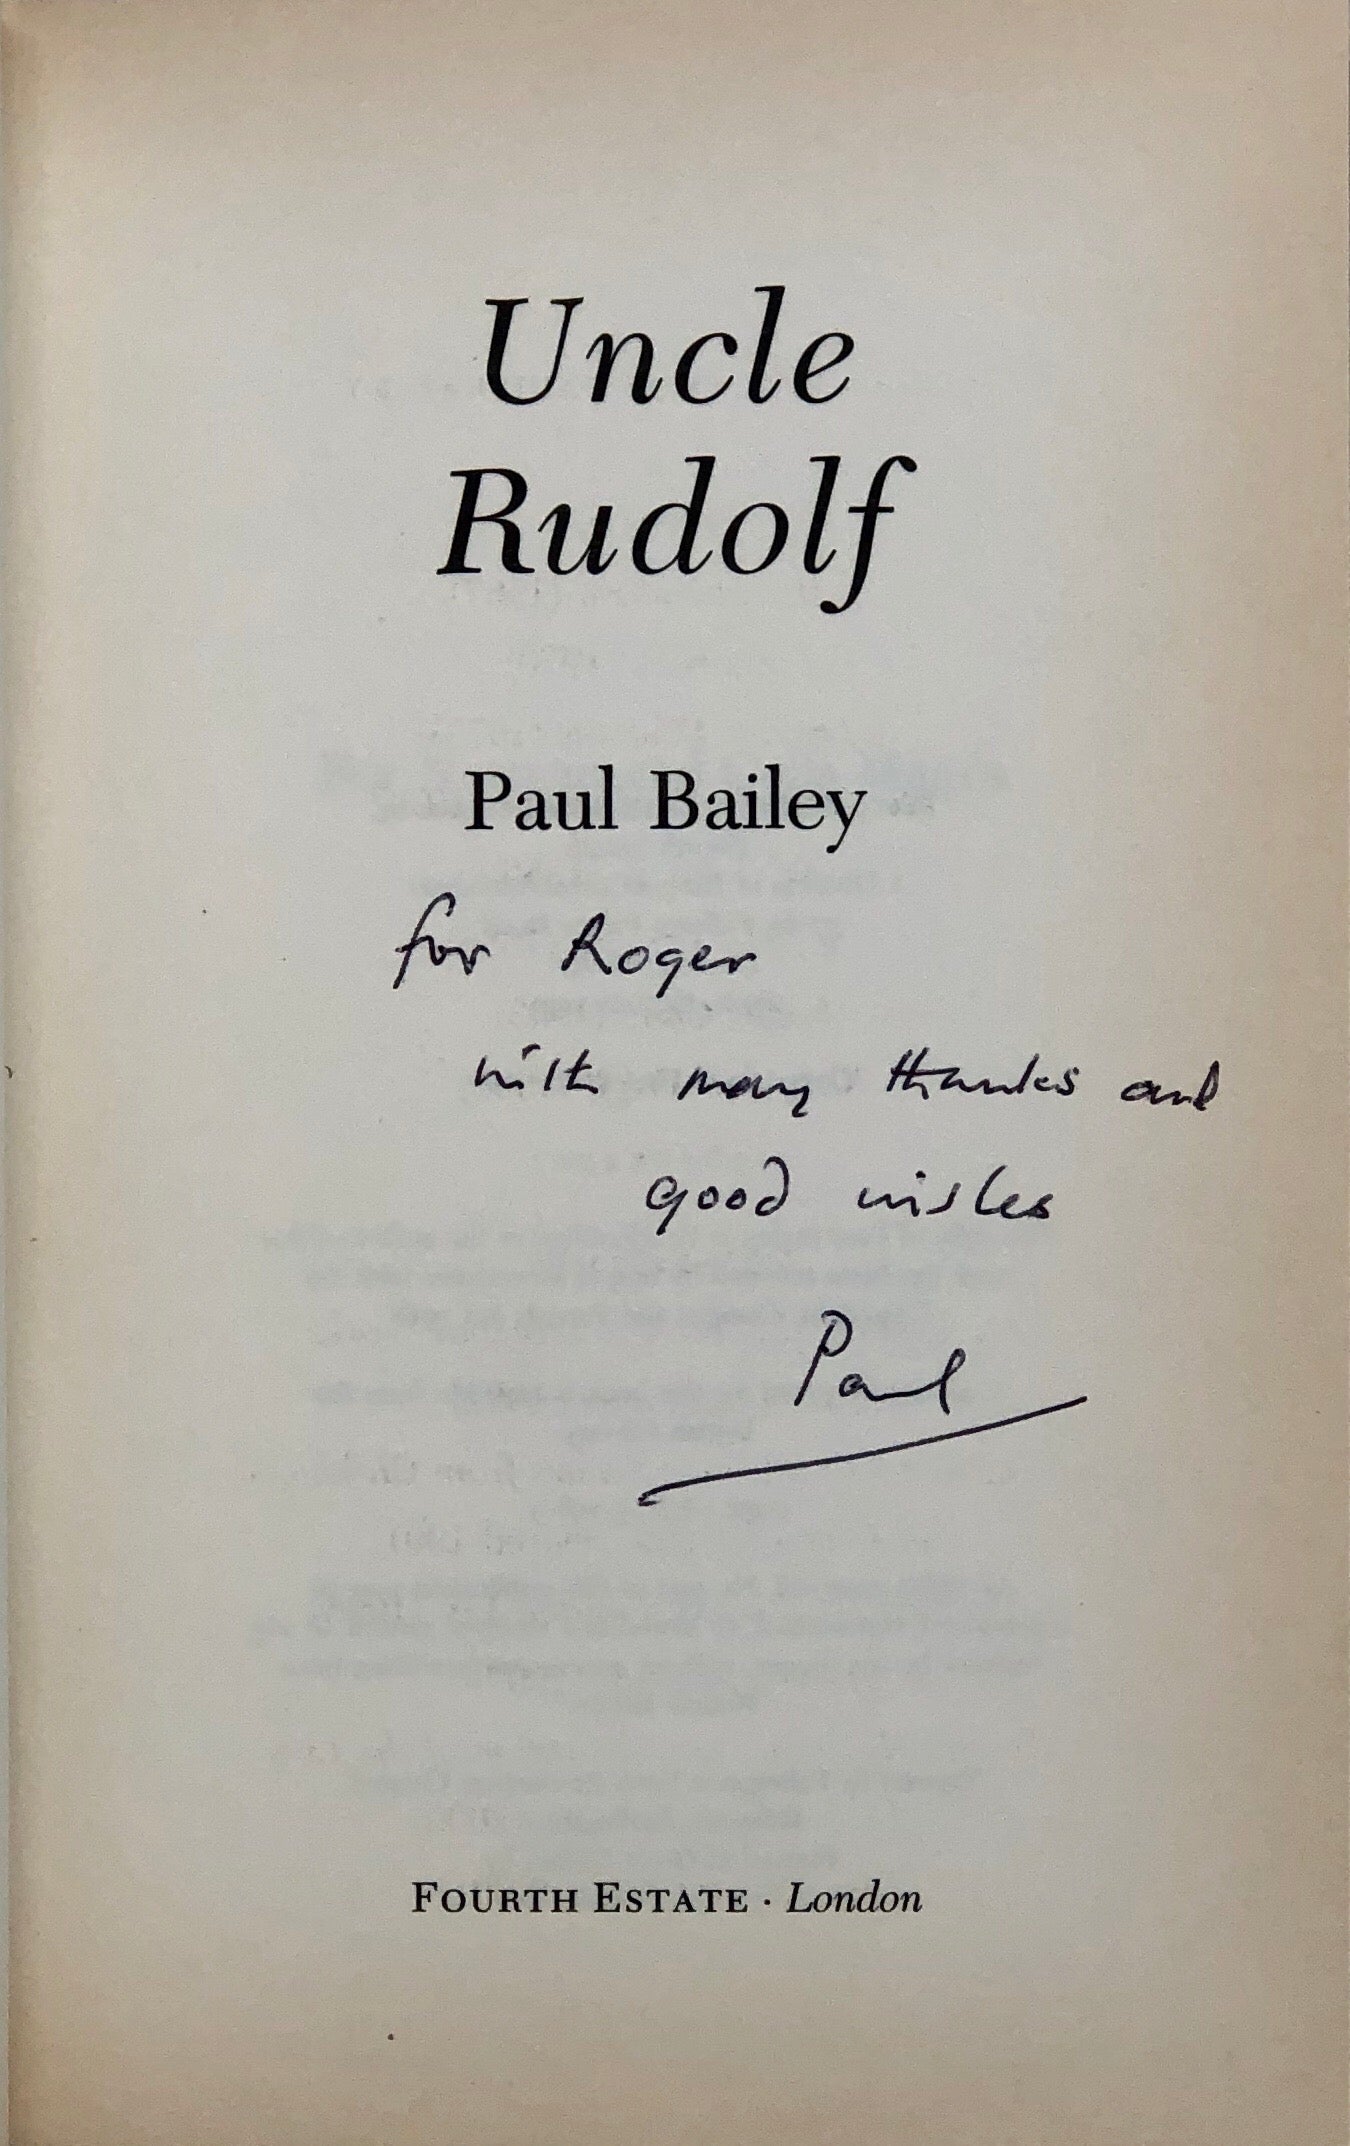 Uncle
Rudolf
Paul Bailey
for Roger
with many thanks and
good wishes
Paul
FOURTH ESTATE · London